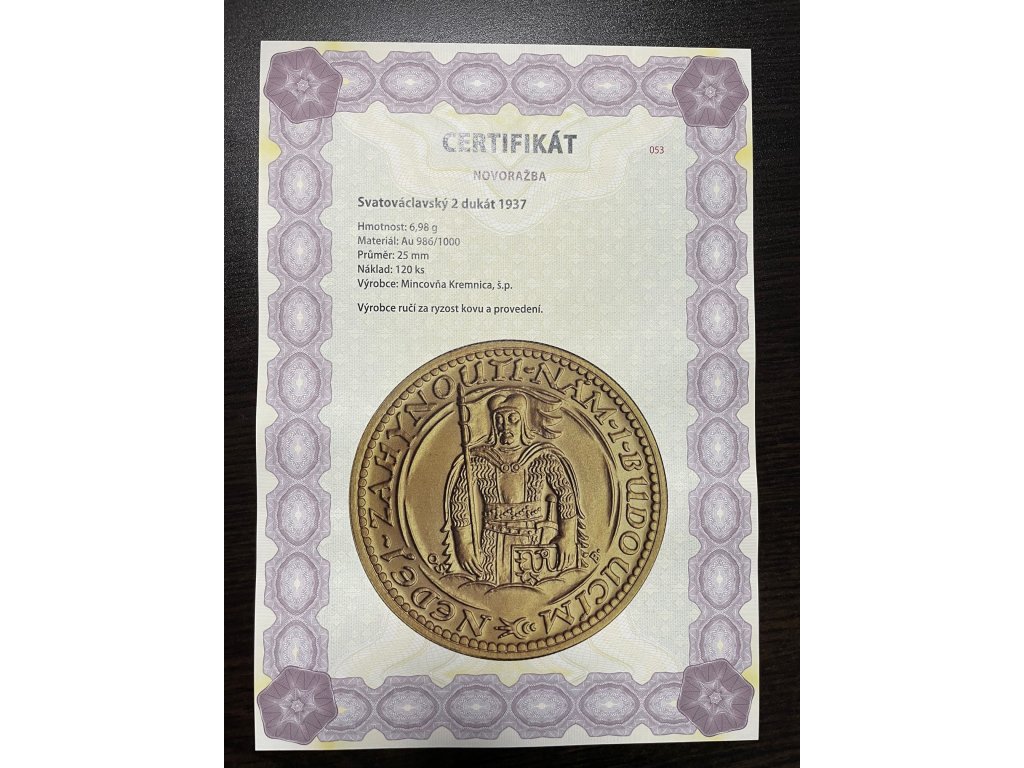 CERTIFIKÁT
053
NOVORAŽBA
Svatováclavský 2 dukát 1937
Hmotnost: 6,98 g
Materiál: Au 986/1000
Průměr: 25 mm
Náklad: 120 ks
Výrobce: Mincovňa Kremnica, š.p.
Výrobce ručí za ryzost kovu a provedení.
NEDEJ·ZAHYNOUTI·NÁM·I·BUDOUCÍM